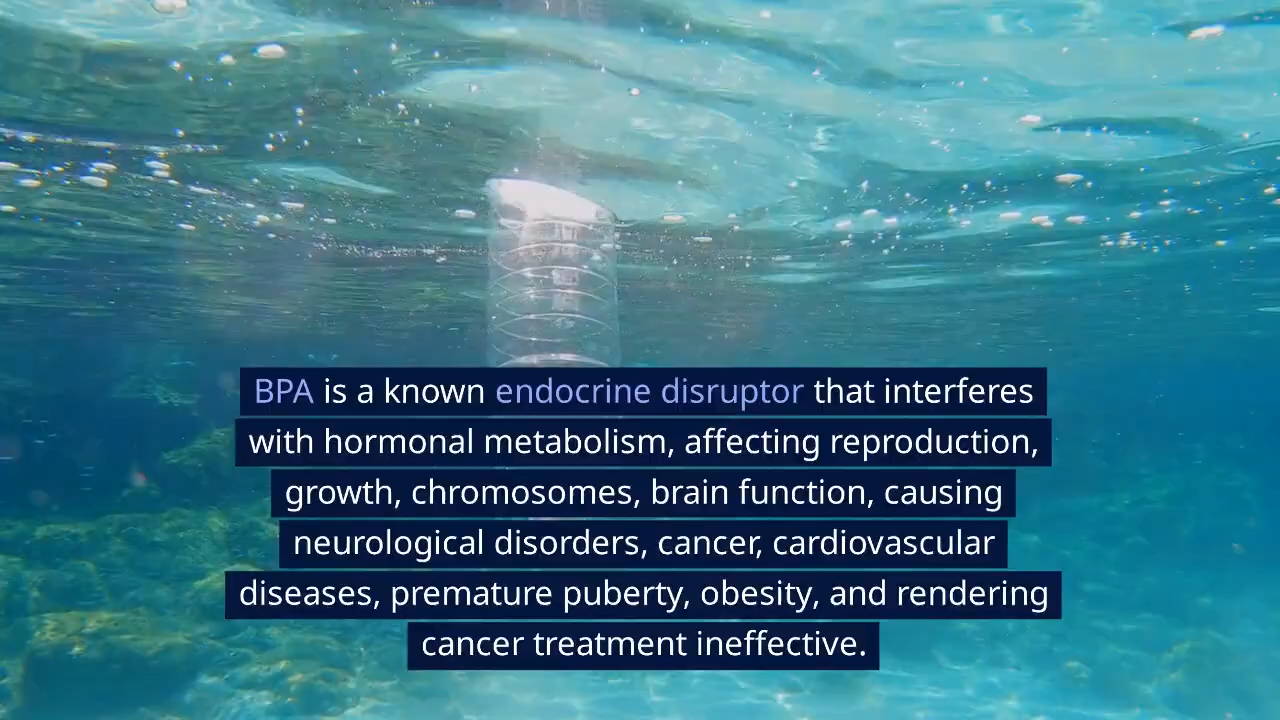 BPA is a known endocrine disruptor that interferes
with hormonal metabolism, affecting reproduction,
growth, chromosomes, brain function, causing
neurological disorders, cancer, cardiovascular
diseases, premature puberty, obesity, and rendering
cancer treatment ineffective.